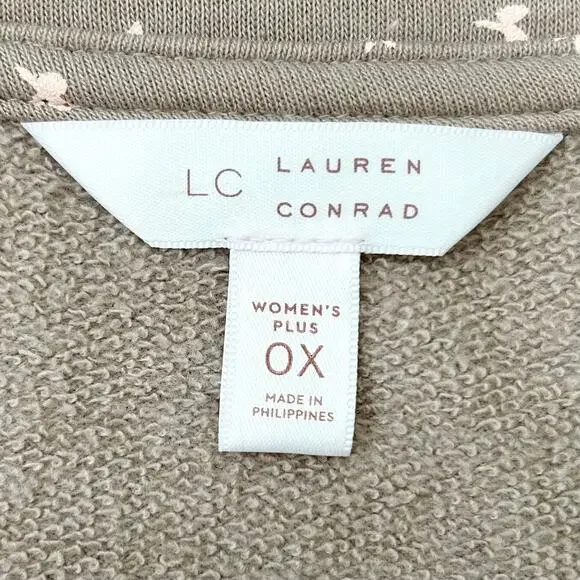 LC LAUREN
CONRAD
WOMEN'S
PLUS
0X
MADE IN
PHILIPPINES